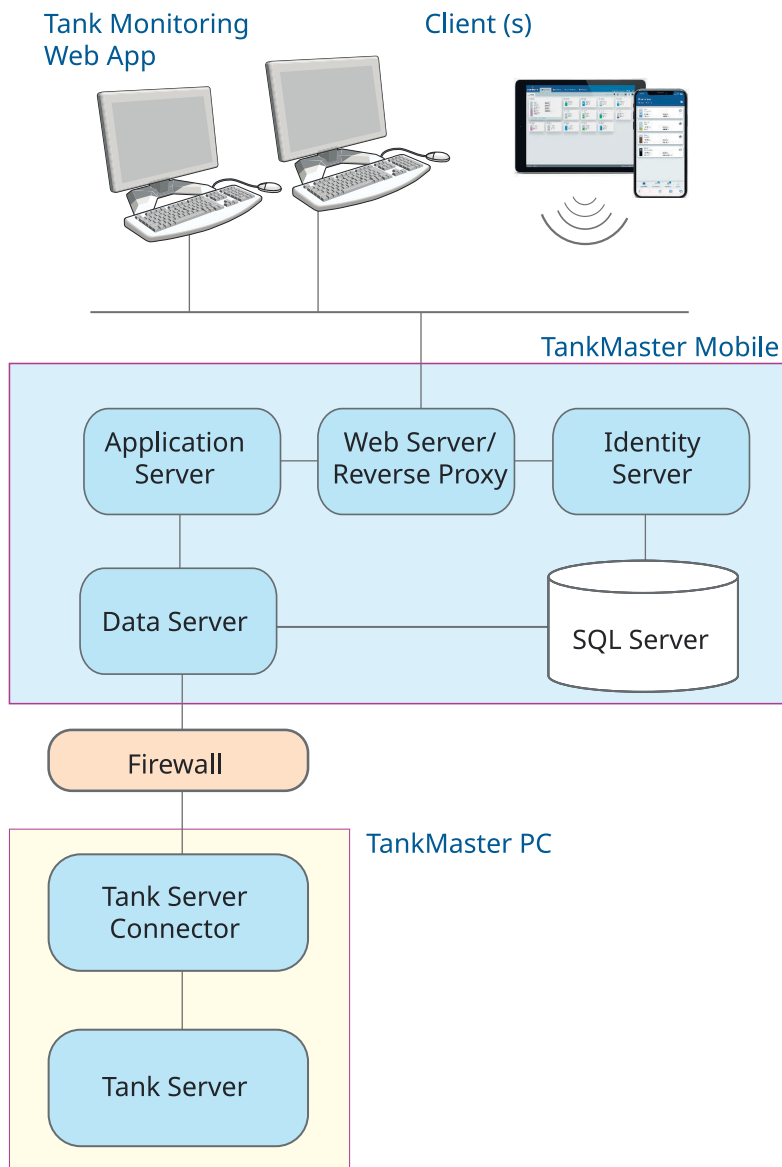 Tank Monitoring
Web App
Client (s)
TankMaster Mobile
Application
Server
Web Server/
Reverse Proxy
Identity
Server
Data Server
SQL Server
Firewall
TankMaster PC
Tank Server
Connector
Tank Server